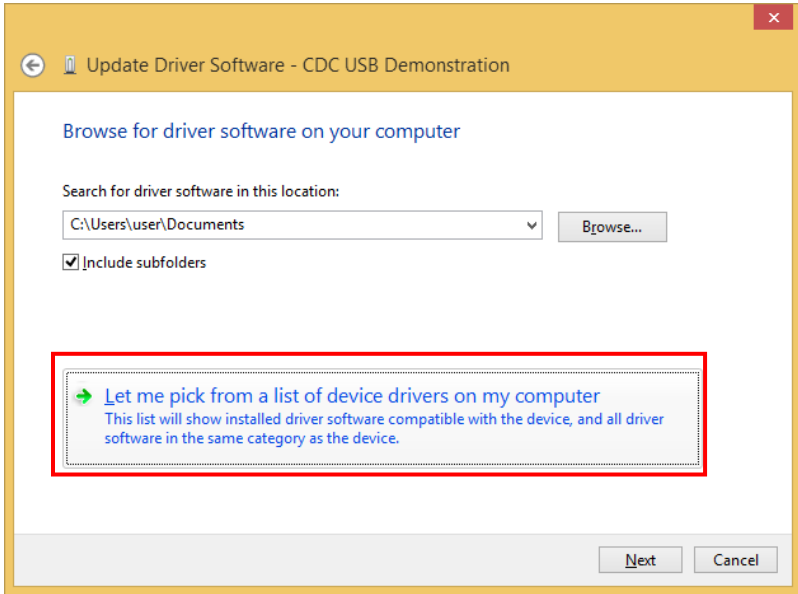 Update Driver Software - CDC USB Demonstration
Browse for driver software on your computer
Search for driver software in this location:
C:\Users\user\Documents
Browse...
Include subfolders
Let me pick from a list of device drivers on my computer
This list will show installed driver software compatible with the device, and all driver
software in the same category as the device.
Next
Cancel